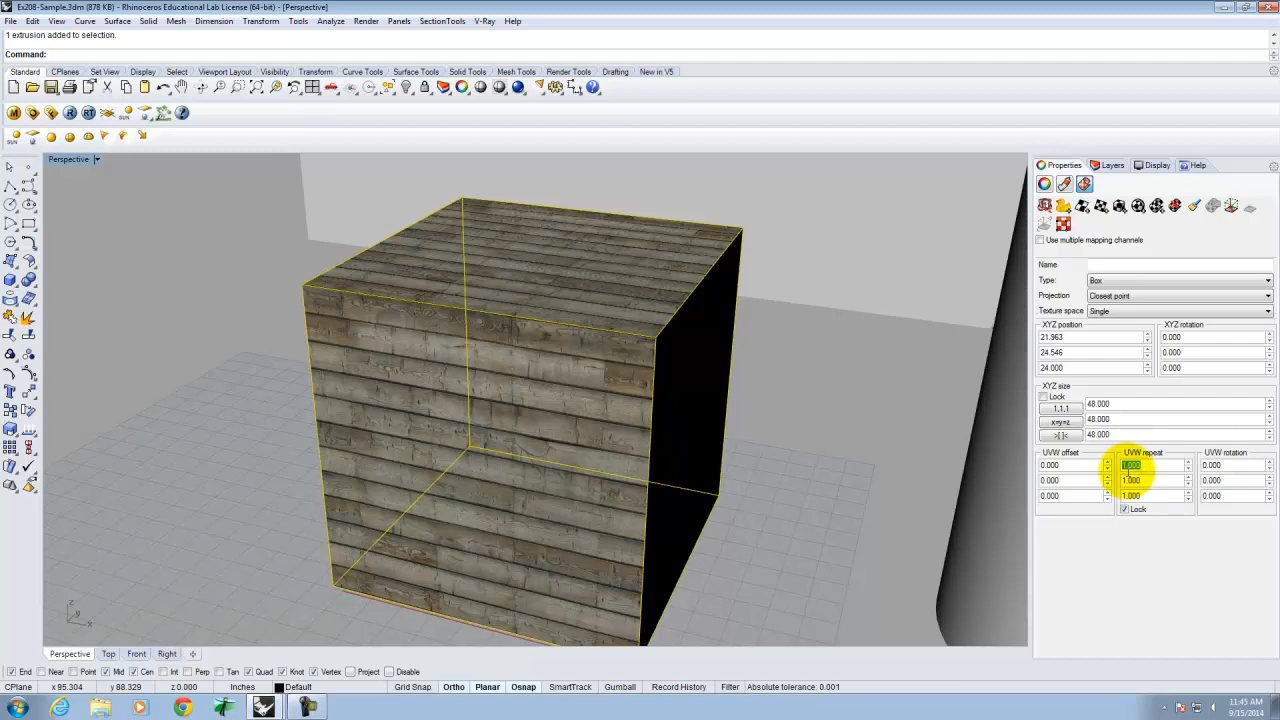 Ex208-Sample.3dm (878 KB) - Rhinoceros Educational Lab License (64-bit) - [Perspective]
File Edit View Curve Surface Solid Mesh Dimension Transform Tools Analyze Render Panels SectionTools V-Ray Help
1 extrusion added to selection.
Command:
Standard CPlanes Set View Display Select Viewport Layout Visibility Transform Curve Tools Surface Tools Solid Tools Mesh Tools Render Tools Drafting New in V5
M R RT SUN
SUN
Perspective
Properties Layers Display Help
Use multiple mapping channels
Name
Type: Box
Projection Closest point
Texture space: Single
XYZ position XYZ rotation
21.963 0.000
24.546 0.000
24.000 0.000
XYZ size
Lock
1,1,1 48.000
x=y=z 48.000
>[ ]< 48.000
UVW offset UVW repeat UVW rotation
0.000 1.000 0.000
0.000 1.000 0.000
0.000 1.000 0.000
Lock
z
y
x
Perspective Top Front Right
End Near Point Mid Cen Int Perp Tan Quad Knot Vertex Project Disable
CPlane x 95.304 y 88.329 z 0.000 Inches Default Grid Snap Ortho Planar Osnap SmartTrack Gumball Record History Filter Absolute tolerance: 0.001
11:45 AM
9/15/2014